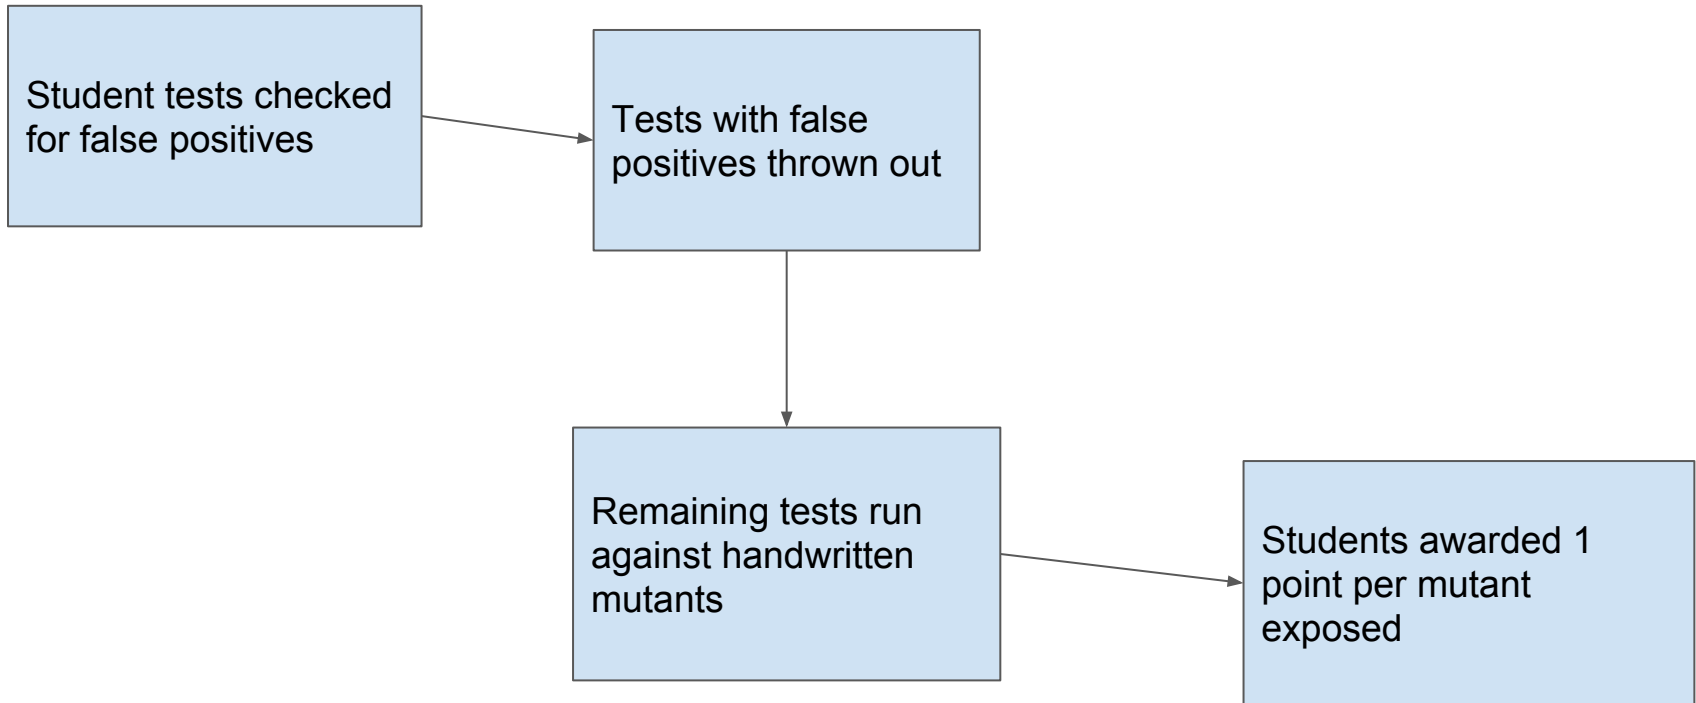 Student tests checked
for false positives
Tests with false
positives thrown out
Remaining tests run
against handwritten
mutants
Students awarded 1
point per mutant
exposed